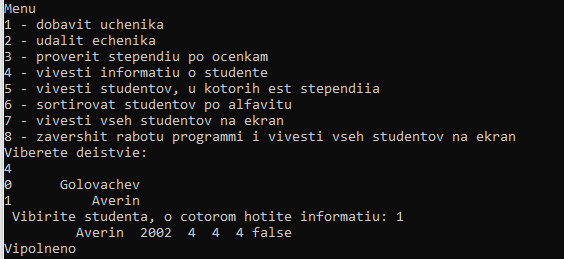 Menu
1 - dobavit uchenika
2 - udalit echenika
3 - proverit stependiu po ocenkam
4 - vivesti informatiu o studente
5 - vivesti studentov, u kotorih est stependiia
6 - sortirovat studentov po alfavitu
7 - vivesti vseh studentov na ekran
8 - zavershit rabotu programmi i vivesti vseh studentov na ekran
Viberete deistvie:
4
0      Golovachev
1          Averin
 Vibirite studenta, o cotorom hotite informatiu: 1
         Averin  2002  4  4  4 false
Vipolneno